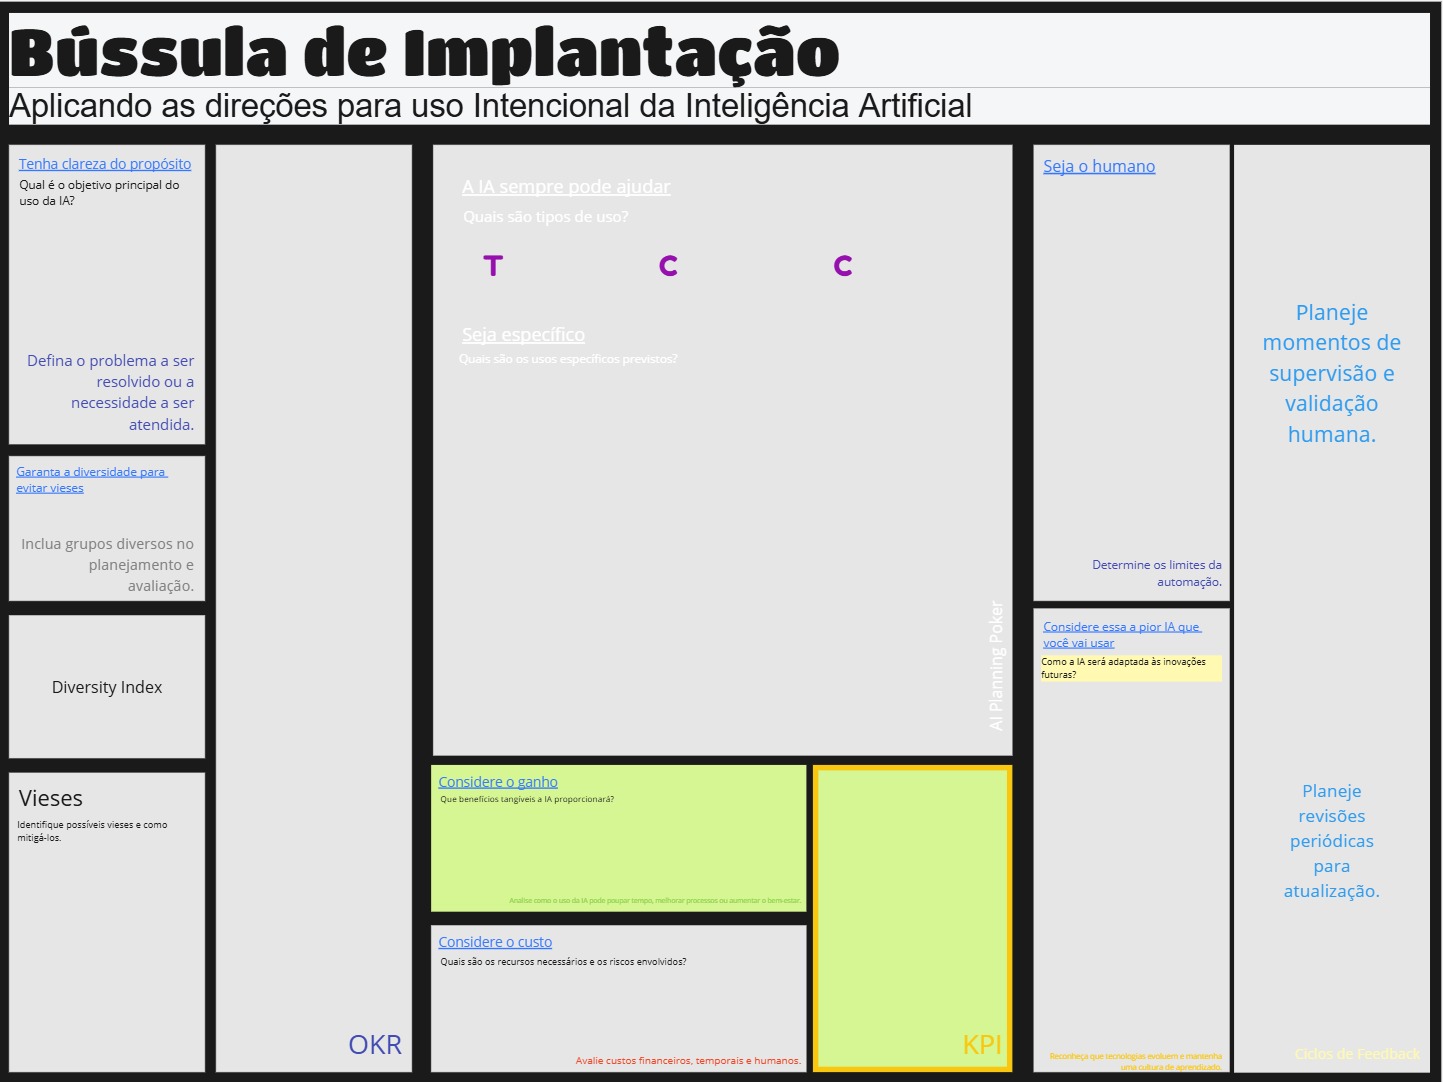 Bússula de Implantação
Aplicando as direções para uso Intencional da Inteligência Artificial
Tenha clareza do propósito
Qual é o objetivo principal do
uso da IA?
Defina o problema a ser
resolvido ou a
necessidade a ser
atendida.
Garanta a diversidade para
evitar vieses
Inclua grupos diversos no
planejamento e
avaliação.
Diversity Index
Vieses
Identifique possíveis vieses e como
mitigá-los.
OKR
A IA sempre pode ajudar
Quais são tipos de uso?
T C C
Seja específico
Quais são os usos específicos previstos?
AI Planning Poker
Considere o ganho
Que benefícios tangíveis a IA proporcionará?
Analise como o uso da IA pode poupar tempo, melhorar processos ou aumentar o bem-estar.
Considere o custo
Quais são os recursos necessários e os riscos envolvidos?
Avalie custos financeiros, temporais e humanos.
KPI
Seja o humano
Determine os limites da
automação.
Considere essa a pior IA que
você vai usar
Como a IA será adaptada às inovações
futuras?
Reconheça que tecnologias evoluem e mantenha
uma cultura de aprendizado.
Planeje
momentos de
supervisão e
validação
humana.
Planeje
revisões
periódicas
para
atualização.
Ciclos de Feedback